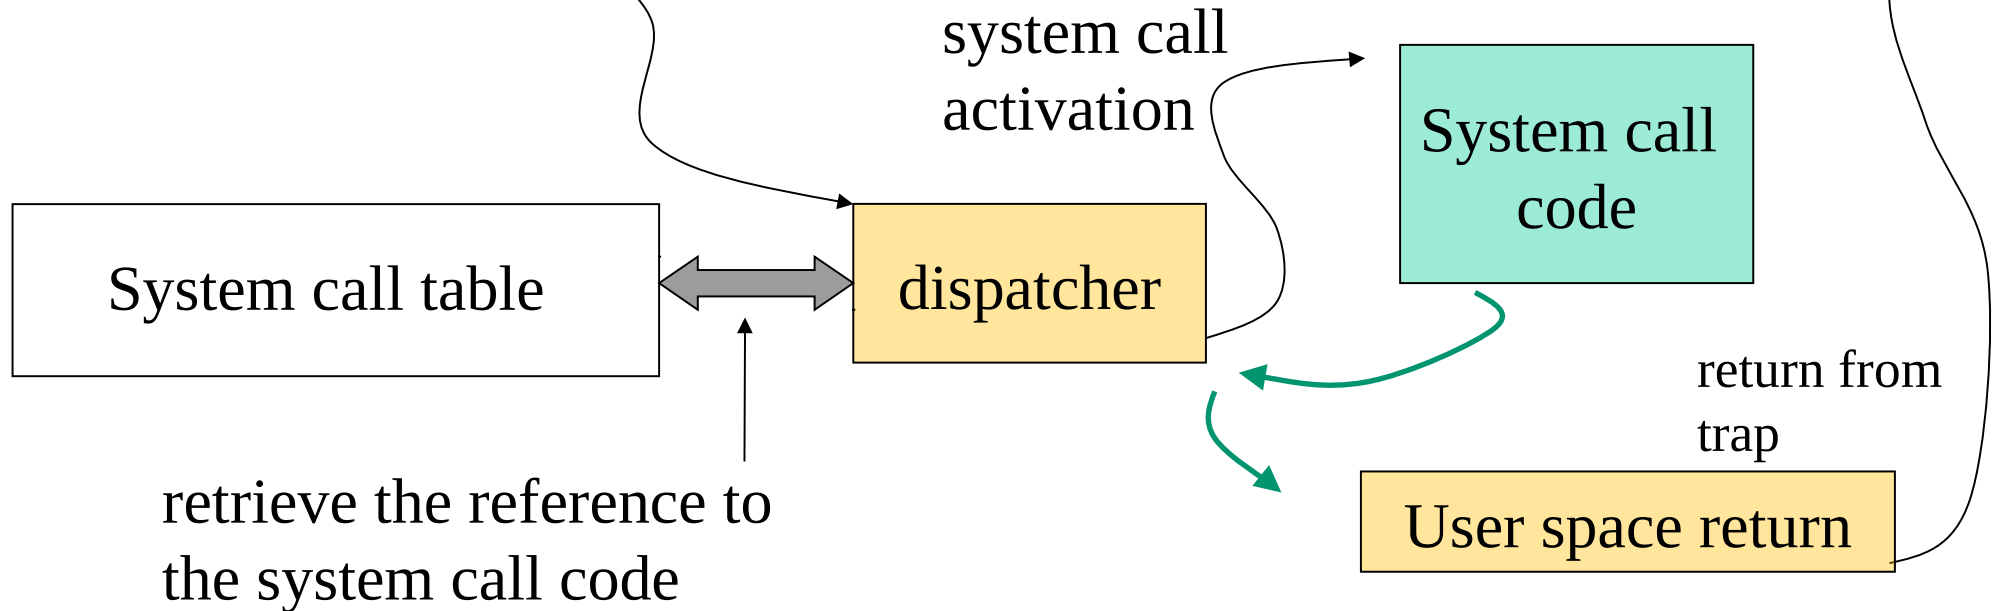 system call
activation
System call
code
System call table
dispatcher
return from
trap
retrieve the reference to
the system call code
User space return